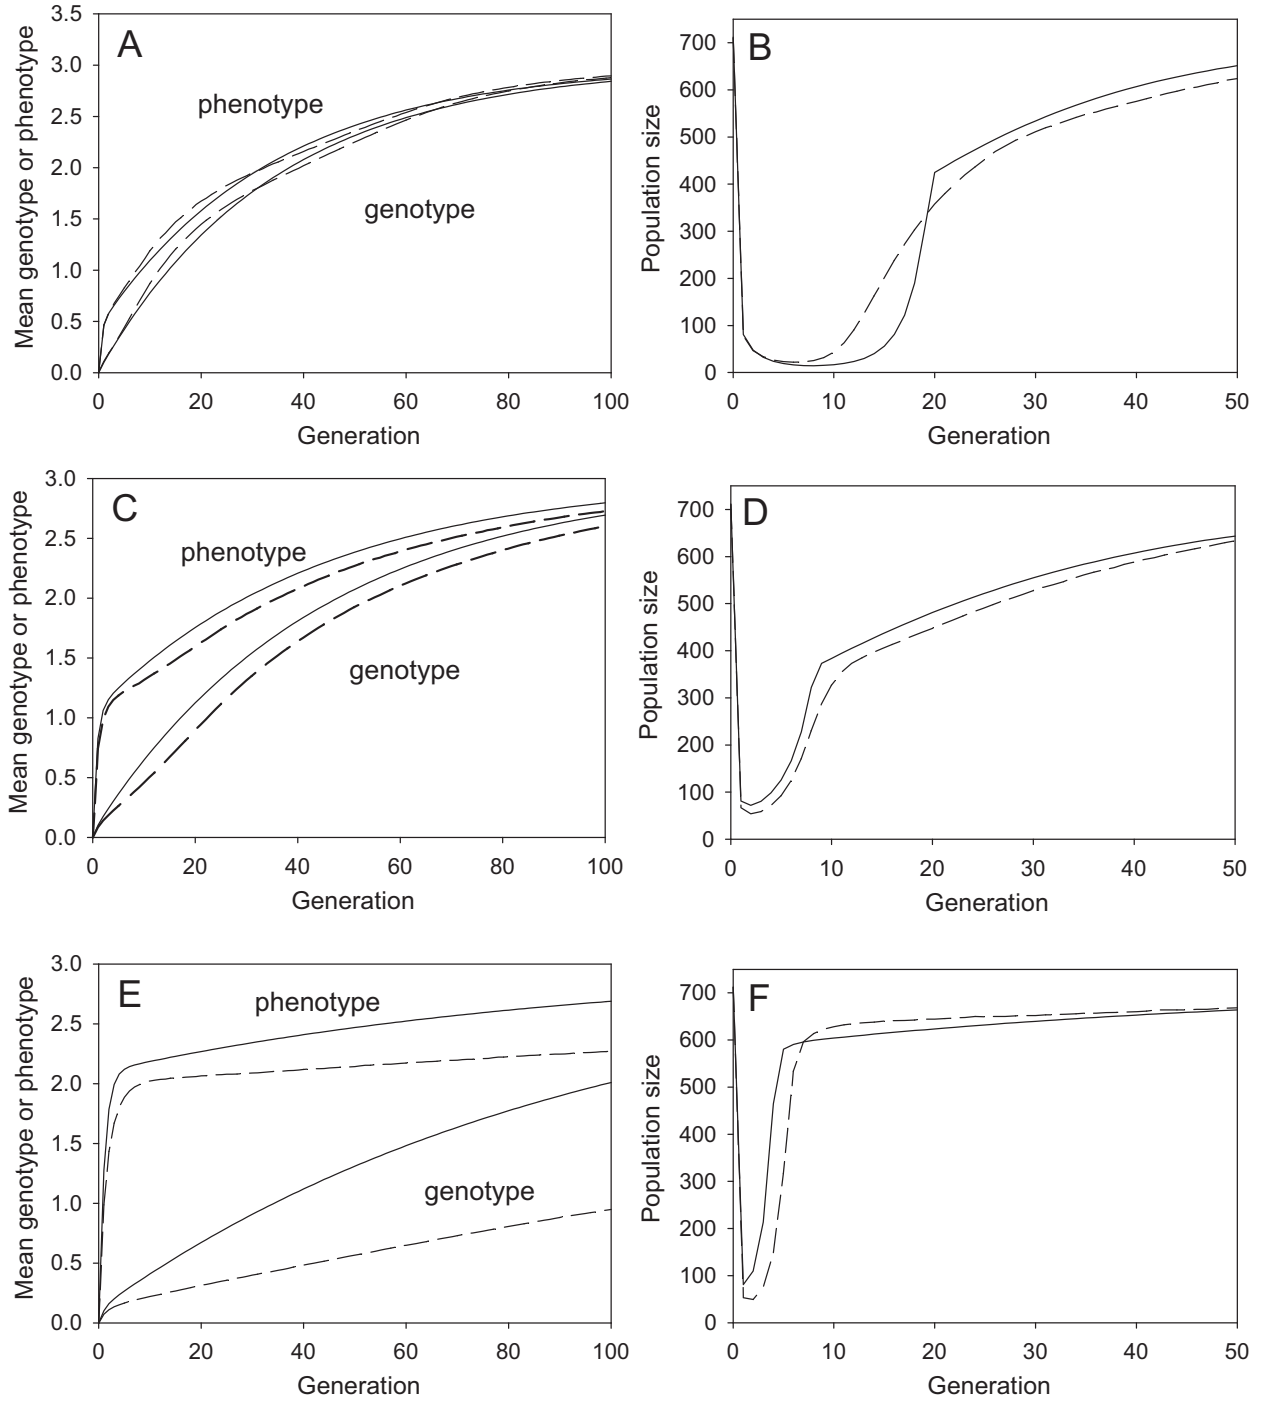 A
Mean genotype or phenotype
3.5
3.0
2.5
2.0
1.5
1.0
0.5
0.0
phenotype
genotype
0 20 40 60 80 100
Generation
B
Population size
700
600
500
400
300
200
100
0
0 10 20 30 40 50
Generation
C
Mean genotype or phenotype
3.0
2.5
2.0
1.5
1.0
0.5
0.0
phenotype
genotype
0 20 40 60 80 100
Generation
D
Population size
700
600
500
400
300
200
100
0
0 10 20 30 40 50
Generation
E
Mean genotype or phenotype
3.0
2.5
2.0
1.5
1.0
0.5
0.0
phenotype
genotype
0 20 40 60 80 100
Generation
F
Population size
700
600
500
400
300
200
100
0
0 10 20 30 40 50
Generation